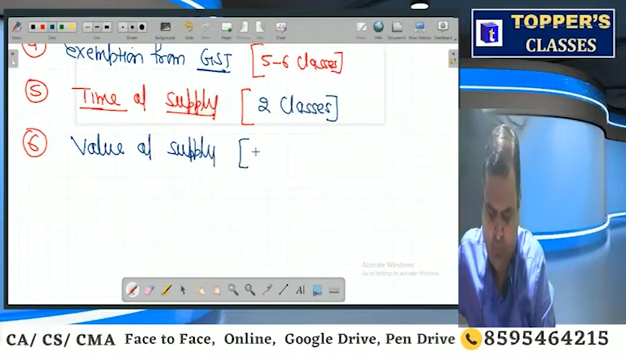 TOPPER'S
CLASSES
④ Exemption from GST [5-6 Classes]
⑤ Time of supply [2 Classes]
⑥ Value of supply [
Activate Windows
Go to Settings to activate Windows.
CA/ CS/ CMA Face to Face, Online, Google Drive, Pen Drive 8595464215